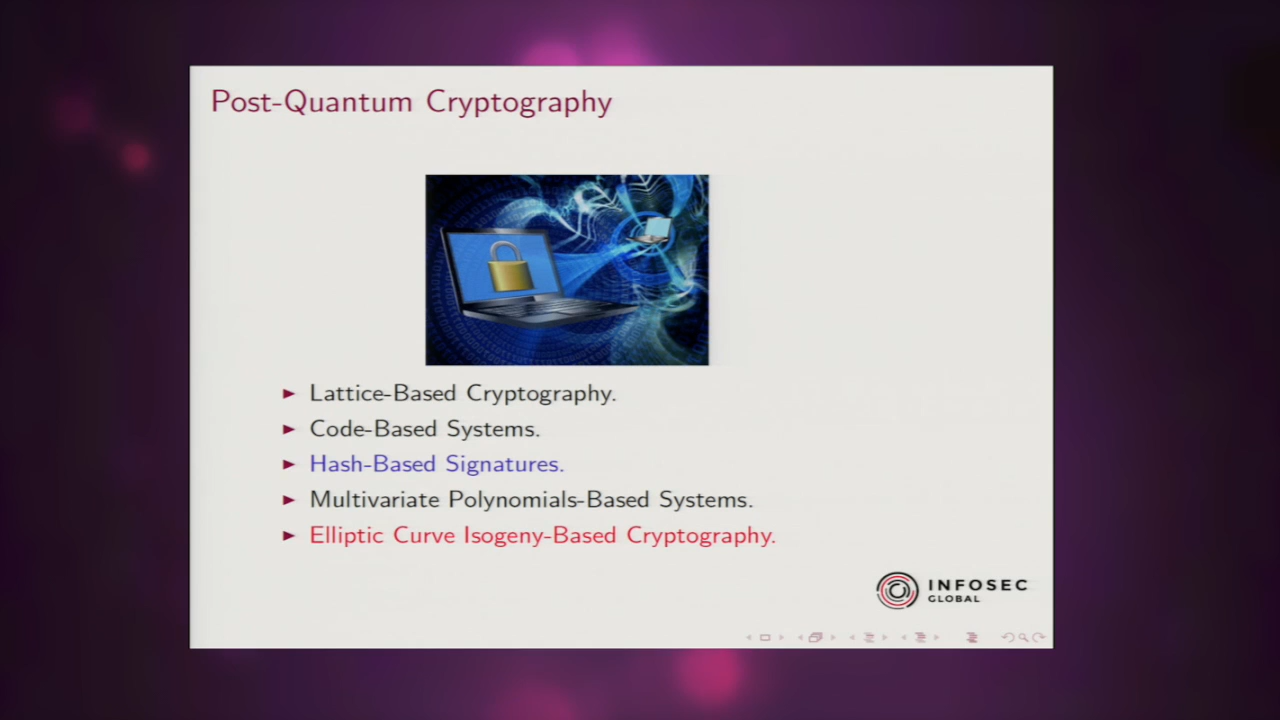 Post-Quantum Cryptography
Lattice-Based Cryptography.
Code-Based Systems.
Hash-Based Signatures.
Multivariate Polynomials-Based Systems.
Elliptic Curve Isogeny-Based Cryptography.
INFOSEC
GLOBAL